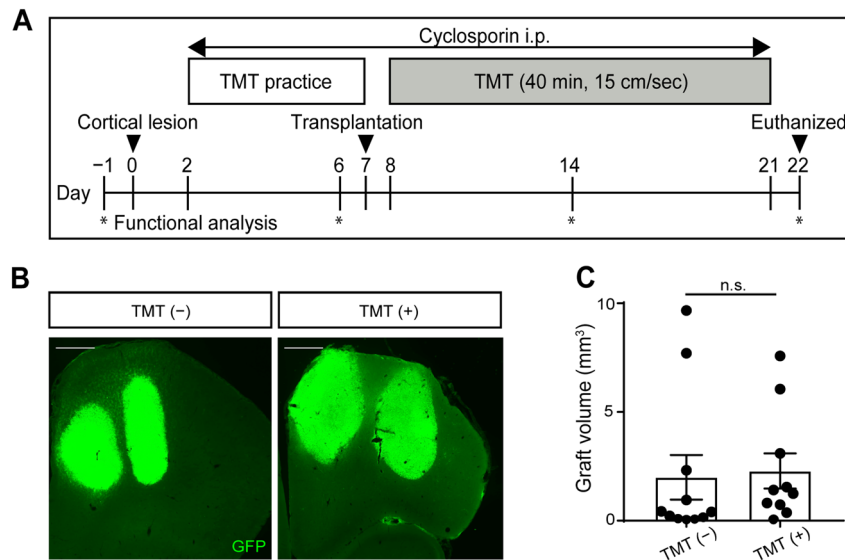 A
Cyclosporin i.p.
TMT practice
TMT (40 min, 15 cm/sec)
Cortical lesion
Transplantation
Euthanized
−1 0 2 6 7 8 14 21 22
Day
* Functional analysis * * *
B
TMT (−)
TMT (+)
GFP
C
n.s.
10
5
0
Graft volume (mm³)
TMT (−)
TMT (+)